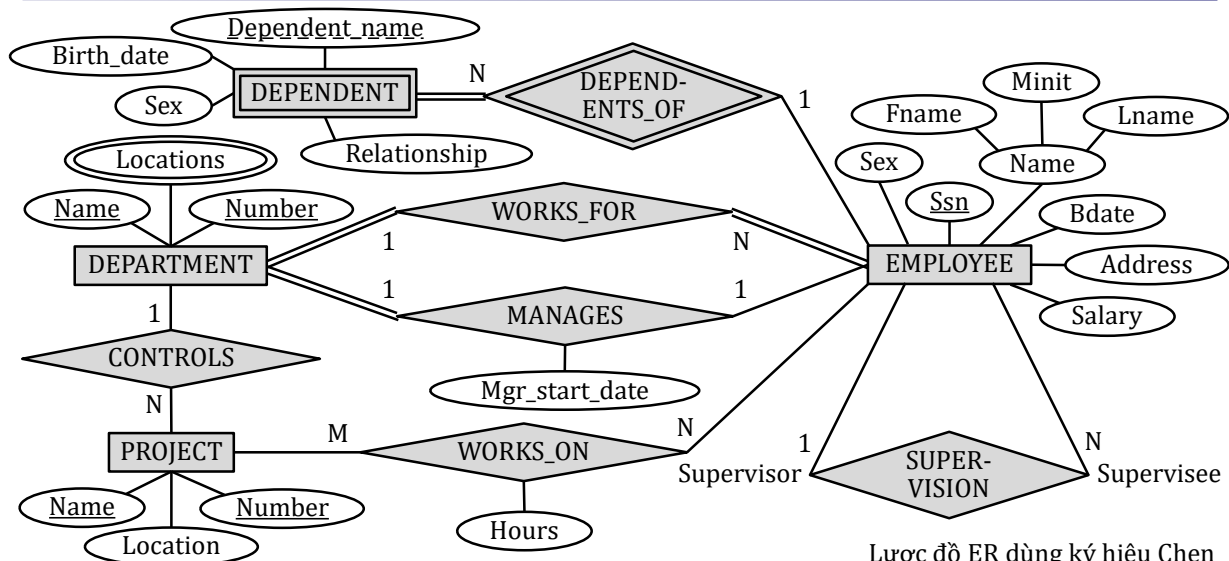 Dependent_name
Birth_date
DEPENDENT
N
DEPEND-
ENTS_OF
1
Sex
Relationship
Minit
Fname
Lname
Name
Sex
Ssn
Bdate
EMPLOYEE
Address
Salary
Locations
Name
Number
DEPARTMENT
1
WORKS_FOR
N
1
MANAGES
1
Mgr_start_date
1
CONTROLS
N
PROJECT
M
WORKS_ON
N
Hours
Name
Number
Location
Supervisor
1
SUPER-
VISION
N
Supervisee
Lược đồ ER dùng ký hiệu Chen